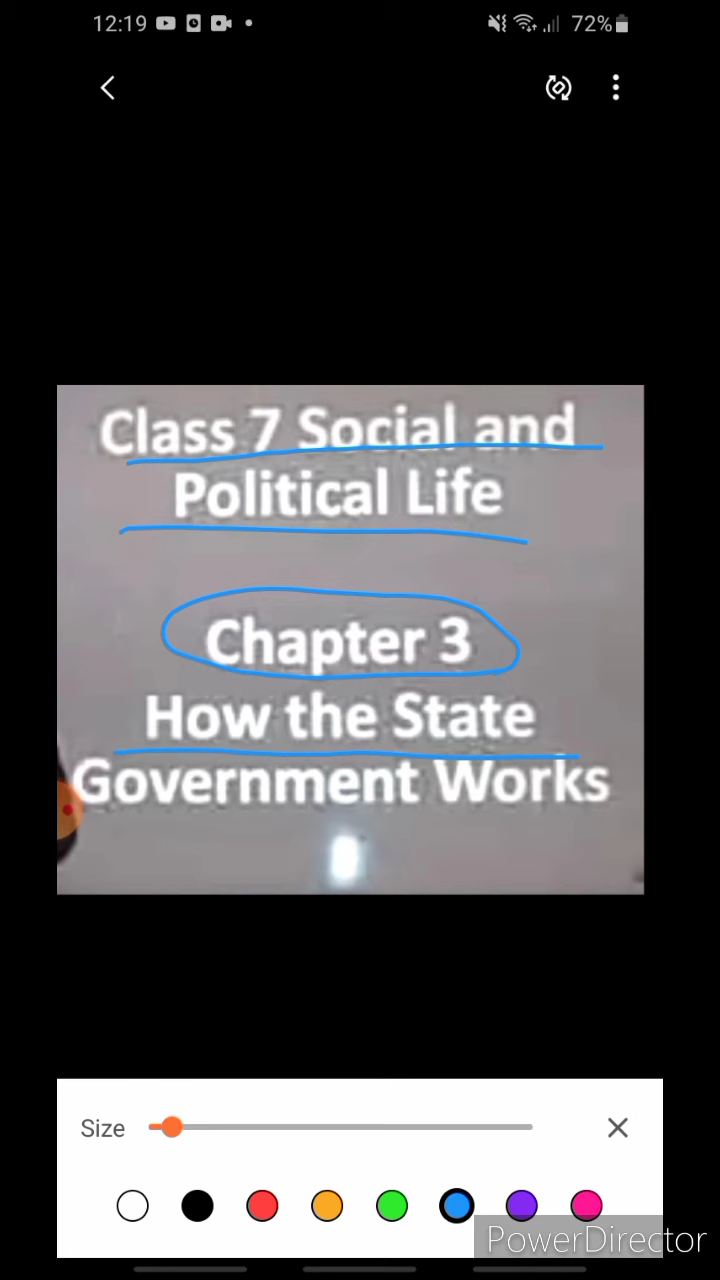 12:19
72%
Class 7 Social and
Political Life
Chapter 3
How the State
Government Works
Size
PowerDirector